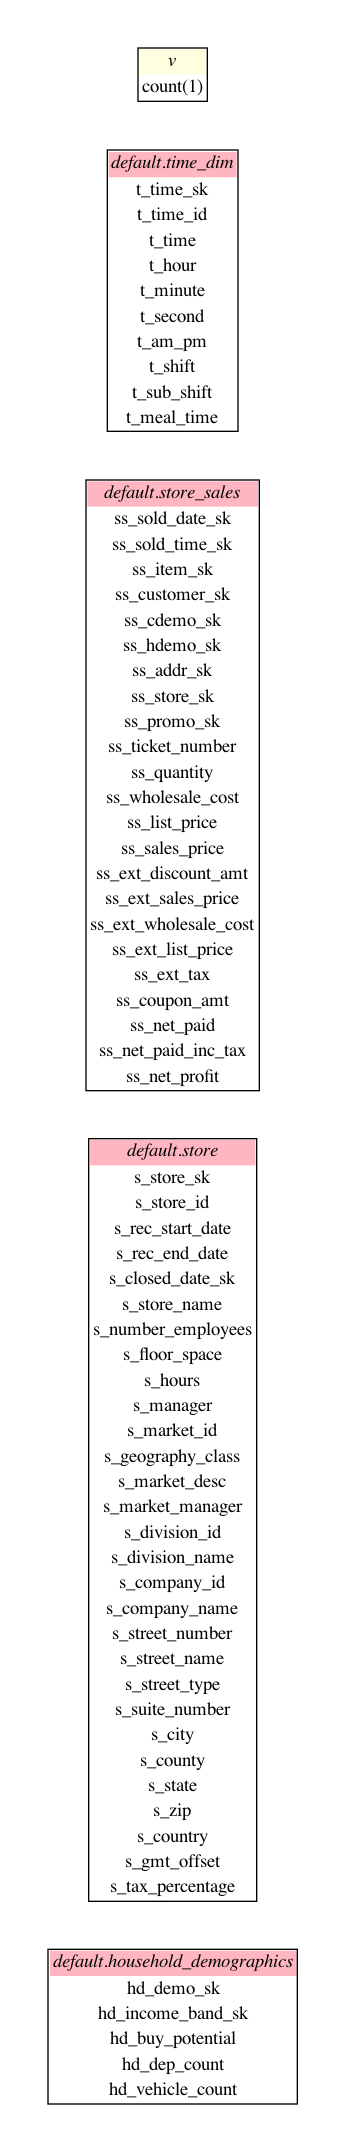 v
count(1)
default.time_dim
t_time_sk
t_time_id
t_time
t_hour
t_minute
t_second
t_am_pm
t_shift
t_sub_shift
t_meal_time
default.store_sales
ss_sold_date_sk
ss_sold_time_sk
ss_item_sk
ss_customer_sk
ss_cdemo_sk
ss_hdemo_sk
ss_addr_sk
ss_store_sk
ss_promo_sk
ss_ticket_number
ss_quantity
ss_wholesale_cost
ss_list_price
ss_sales_price
ss_ext_discount_amt
ss_ext_sales_price
ss_ext_wholesale_cost
ss_ext_list_price
ss_ext_tax
ss_coupon_amt
ss_net_paid
ss_net_paid_inc_tax
ss_net_profit
default.store
s_store_sk
s_store_id
s_rec_start_date
s_rec_end_date
s_closed_date_sk
s_store_name
s_number_employees
s_floor_space
s_hours
s_manager
s_market_id
s_geography_class
s_market_desc
s_market_manager
s_division_id
s_division_name
s_company_id
s_company_name
s_street_number
s_street_name
s_street_type
s_suite_number
s_city
s_county
s_state
s_zip
s_country
s_gmt_offset
s_tax_percentage
default.household_demographics
hd_demo_sk
hd_income_band_sk
hd_buy_potential
hd_dep_count
hd_vehicle_count